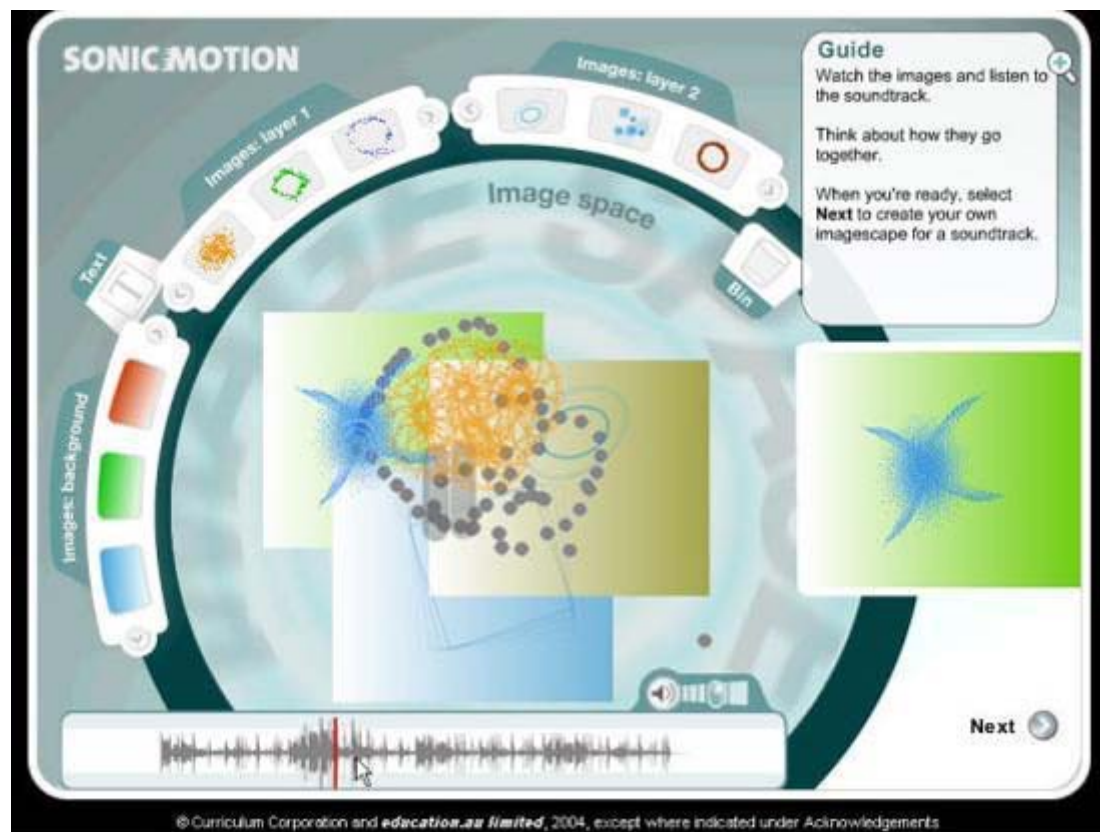 SONIC MOTION
Images: layer 2
Guide
Watch the images and listen to
the soundtrack.
Think about how they go
together.
When you're ready, select
Next to create your own
imagescape for a soundtrack.
Images: layer 1
Image space
Text
T
Bin
Images: background
Next
© Curriculum Corporation and education.au limited, 2004, except where indicated under Acknowledgements